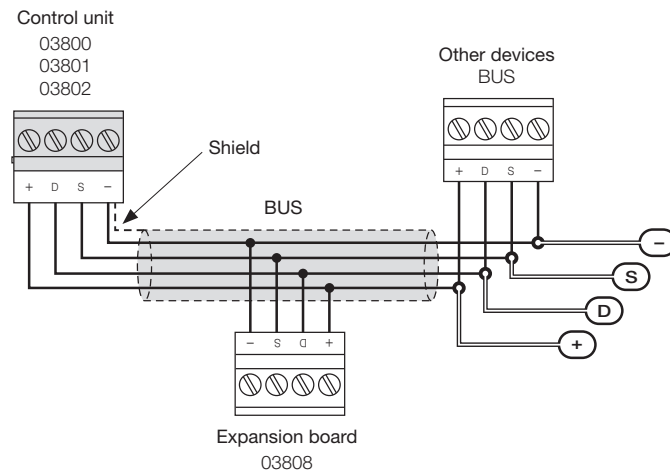 Control unit
03800
03801
03802
Other devices
BUS
+ D S −
Shield
+ D S −
BUS
−
S
D
+
− S D +
Expansion board
03808